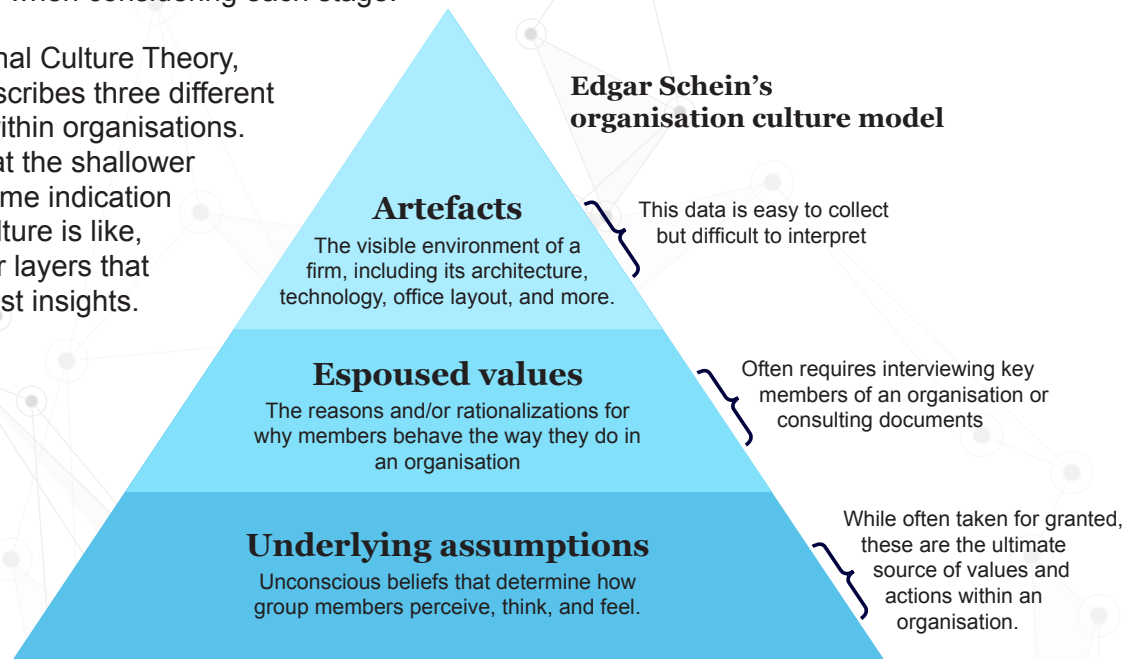 when considering each stage.
nal Culture Theory,
scribes three different
ithin organisations.
at the shallower
me indication
lture is like,
r layers that
st insights.
Edgar Schein’s
organisation culture model
Artefacts
The visible environment of a
firm, including its architecture,
technology, office layout, and more.
This data is easy to collect
but difficult to interpret
Espoused values
The reasons and/or rationalizations for
why members behave the way they do in
an organisation
Often requires interviewing key
members of an organisation or
consulting documents
Underlying assumptions
Unconscious beliefs that determine how
group members perceive, think, and feel.
While often taken for granted,
these are the ultimate
source of values and
actions within an
organisation.